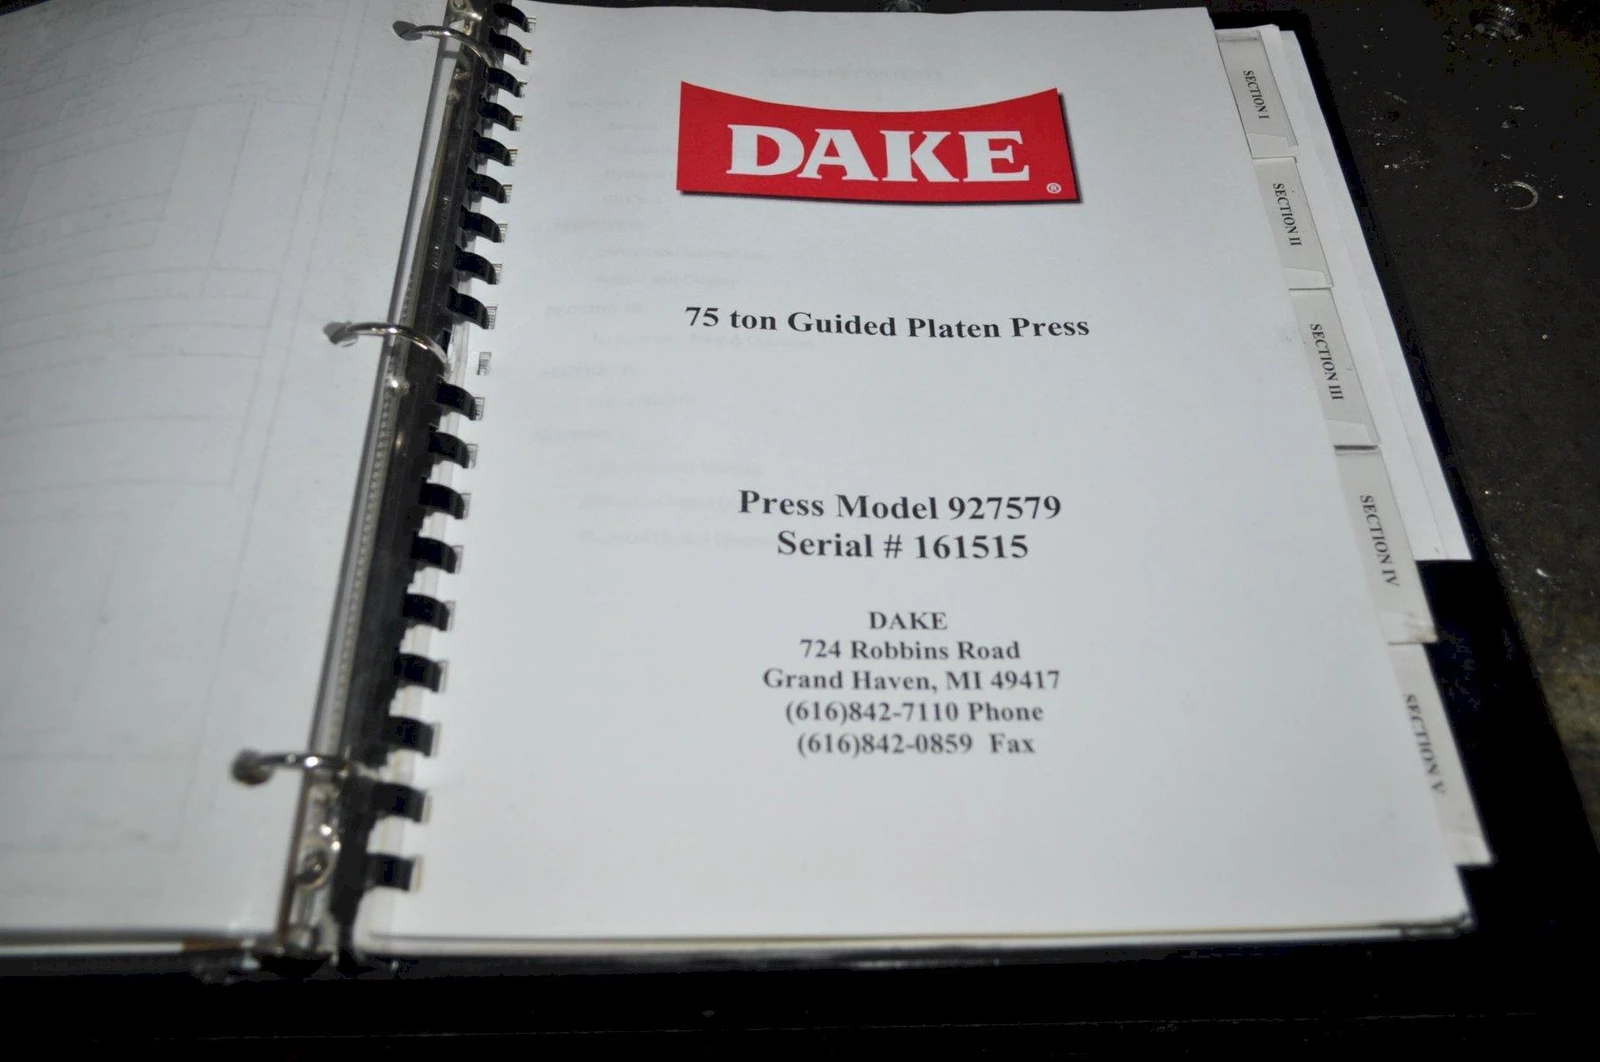 DAKE ®
75 ton Guided Platen Press
Press Model 927579
Serial # 161515
DAKE
724 Robbins Road
Grand Haven, MI 49417
(616)842-7110 Phone
(616)842-0859 Fax
SECTION I
SECTION II
SECTION III
SECTION IV
SECTION V